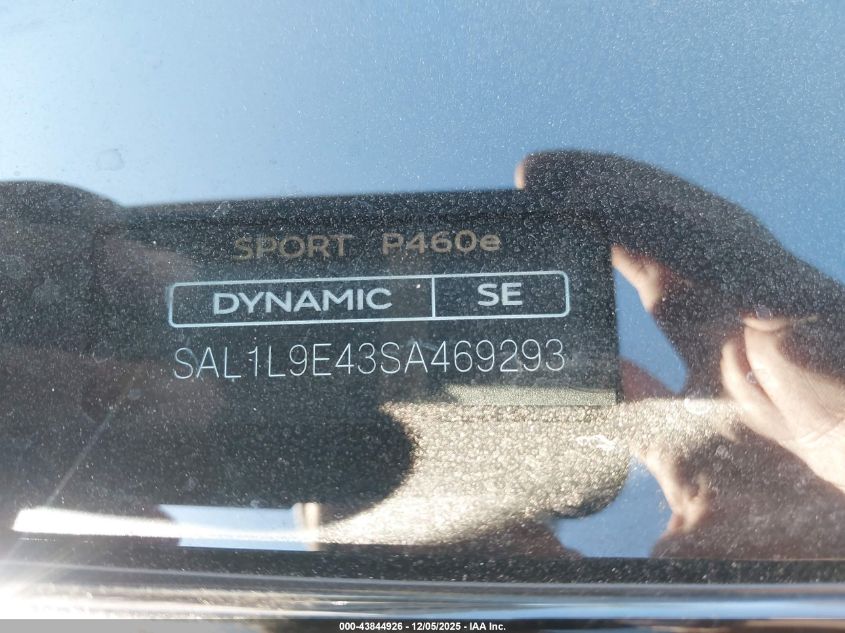 SPORT P460e
DYNAMIC SE
SAL1L9E43SA469293
000-43844926 - 12/05/2025 - IAA Inc.